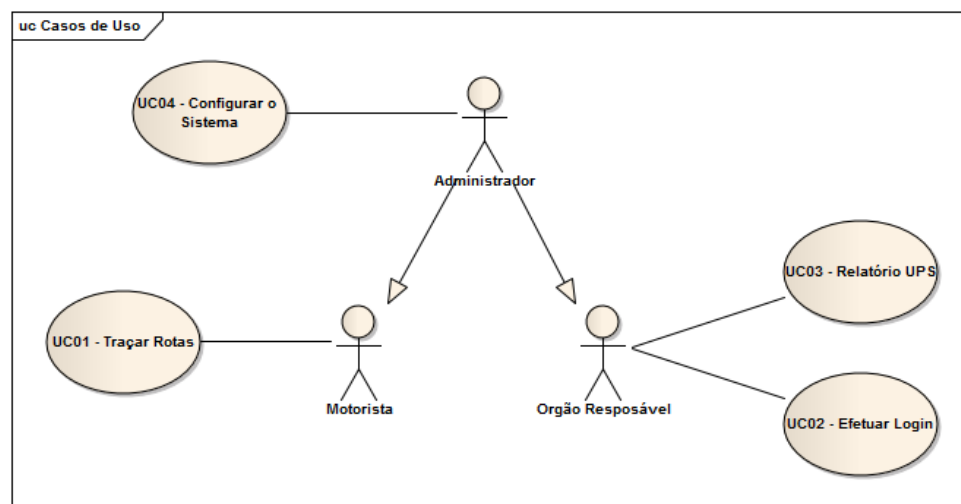 uc Casos de Uso
UC04 - Configurar o
Sistema
Administrador
UC03 - Relatório UPS
UC01 - Traçar Rotas
Motorista
Orgão Resposável
UC02 - Efetuar Login